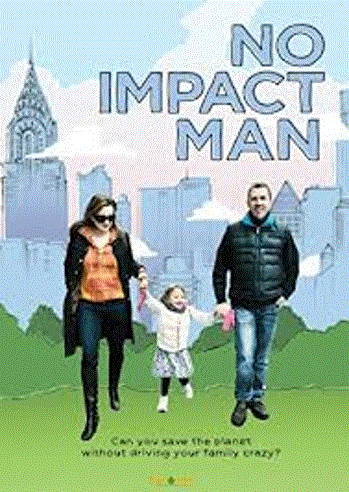 NO
IMPACT
MAN
Can you save the planet
without driving your family crazy?